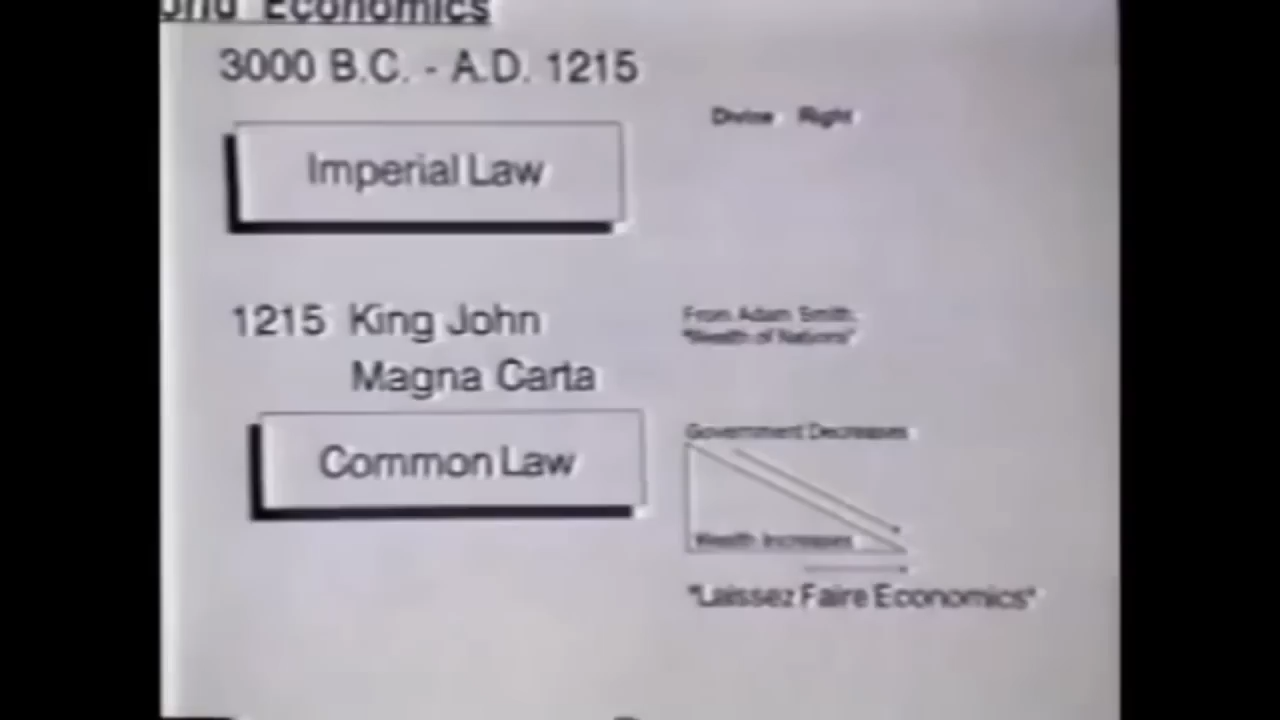 Economics
3000 B.C. - A.D. 1215
Divine Right
Imperial Law
1215 King John
Magna Carta
From Adam Smith
"Wealth of Nations"
Common Law
Government Decreases
Wealth Increases
"Laissez Faire Economics"